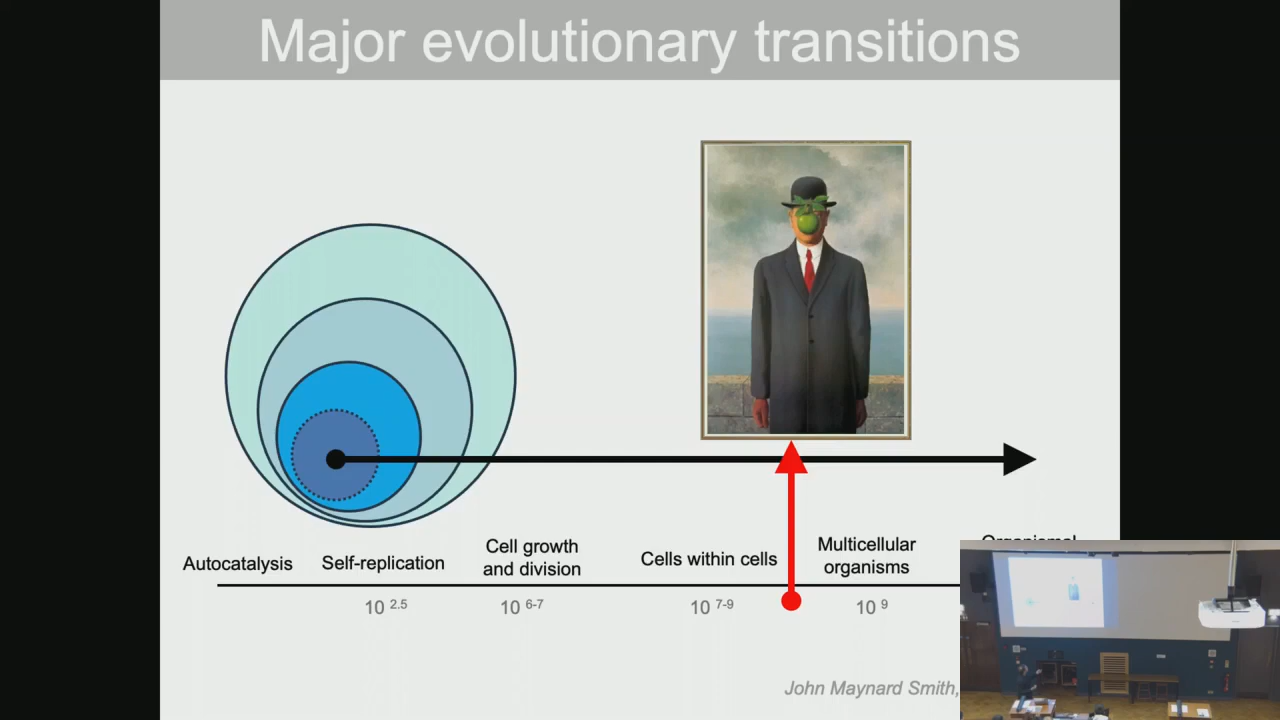 Major evolutionary transitions
Autocatalysis
Self-replication
Cell growth
and division
Cells within cells
Multicellular
organisms
Organismal
10 2.5
10 6-7
10 7-9
10 9
John Maynard Smith,